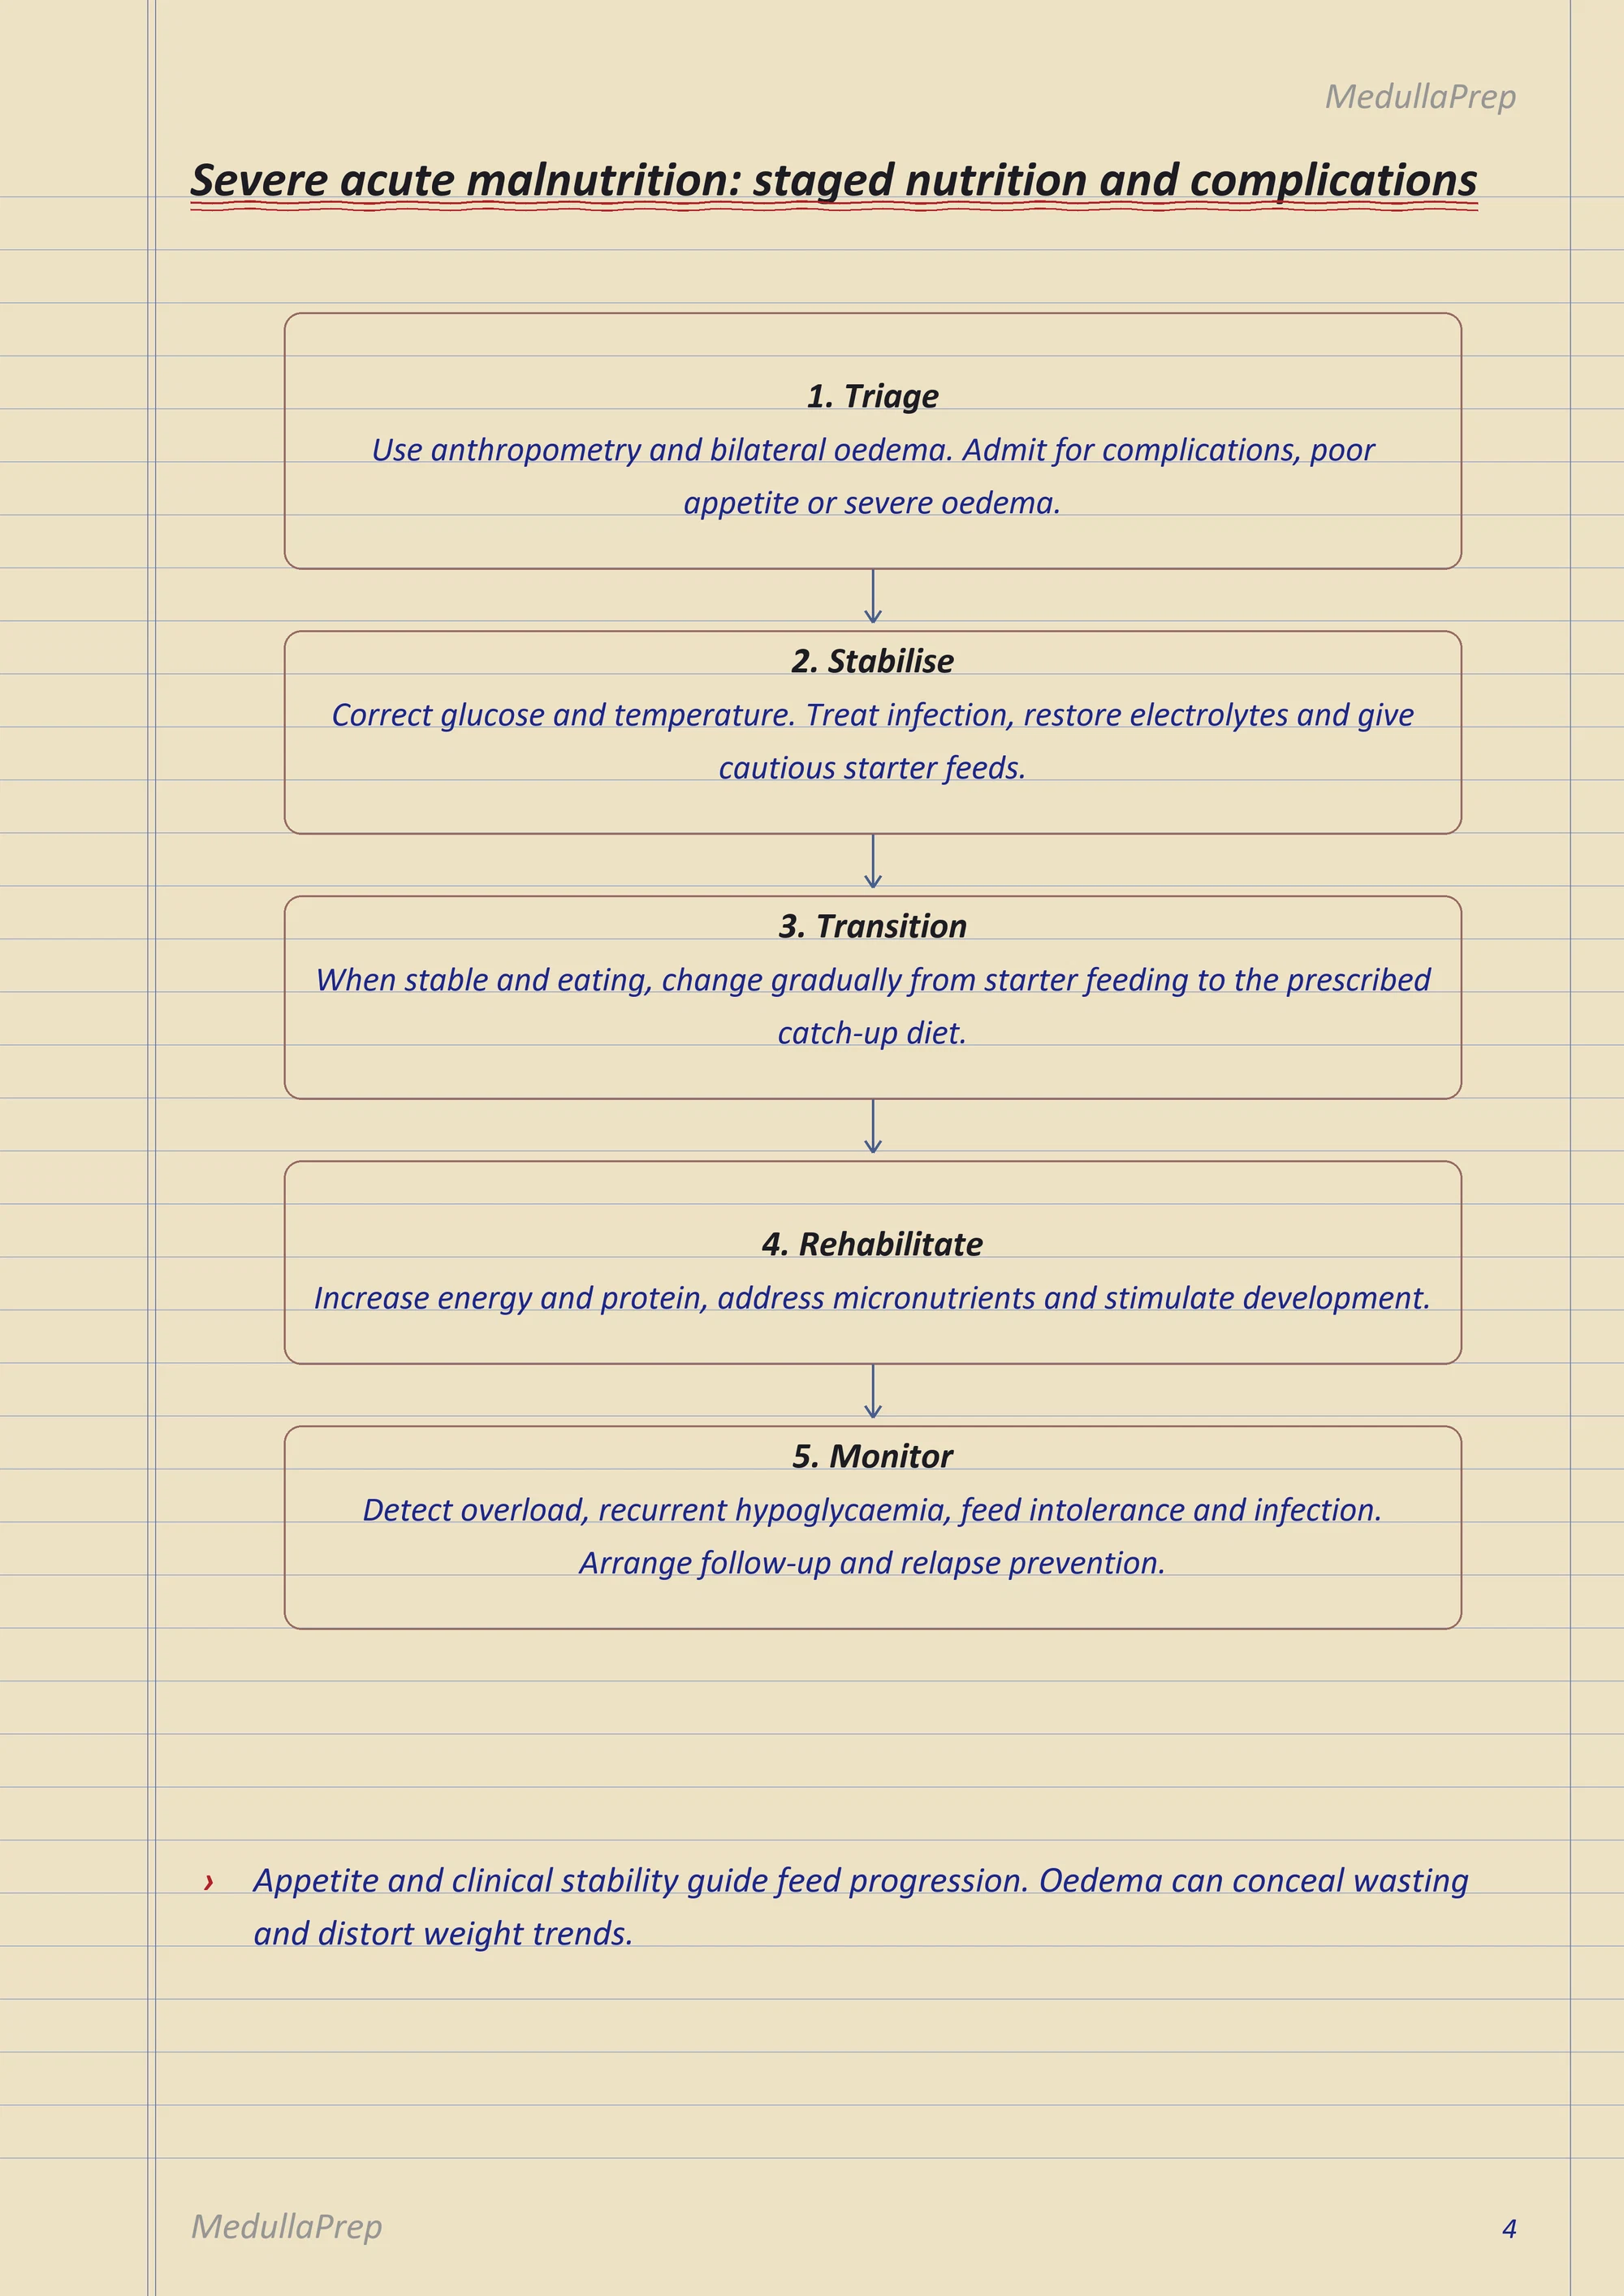 MedullaPrep
Severe acute malnutrition: staged nutrition and complications
1. Triage
Use anthropometry and bilateral oedema. Admit for complications, poor
appetite or severe oedema.
2. Stabilise
Correct glucose and temperature. Treat infection, restore electrolytes and give
cautious starter feeds.
3. Transition
When stable and eating, change gradually from starter feeding to the prescribed
catch-up diet.
4. Rehabilitate
Increase energy and protein, address micronutrients and stimulate development.
5. Monitor
Detect overload, recurrent hypoglycaemia, feed intolerance and infection.
Arrange follow-up and relapse prevention.
› Appetite and clinical stability guide feed progression. Oedema can conceal wasting
and distort weight trends.
MedullaPrep
4